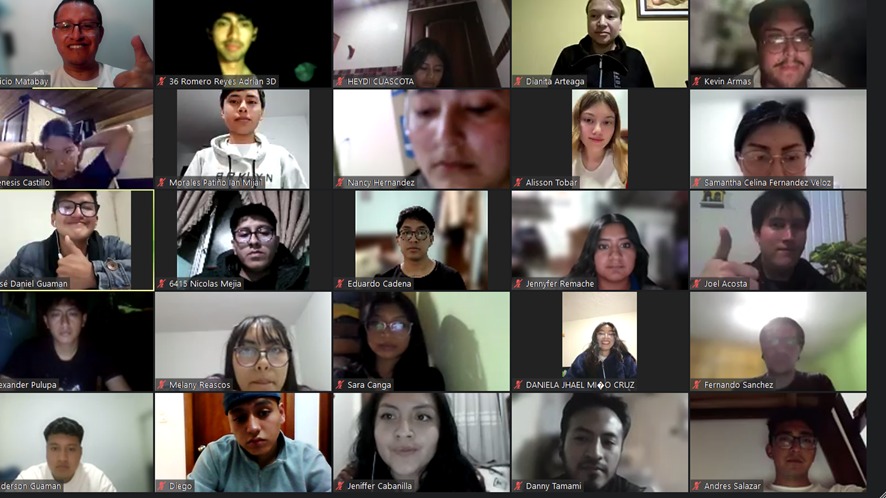 icio Matabay
36 Romero Reyes Adrian 3D
HEYDI CUASCOTA
Dianita Arteaga
Kevin Armas
enesis Castillo
Morales Patiño Ian Mijail
Nancy Hernandez
Alisson Tobar
Samantha Celina Fernandez Veloz
sé Daniel Guaman
6415 Nicolas Mejia
Eduardo Cadena
Jennyfer Remache
Joel Acosta
exander Pulupa
Melany Reascos
Sara Canga
DANIELA JHAEL MI�O CRUZ
Fernando Sanchez
derson Guaman
Diego
Jeniffer Cabanilla
Danny Tamami
Andres Salazar